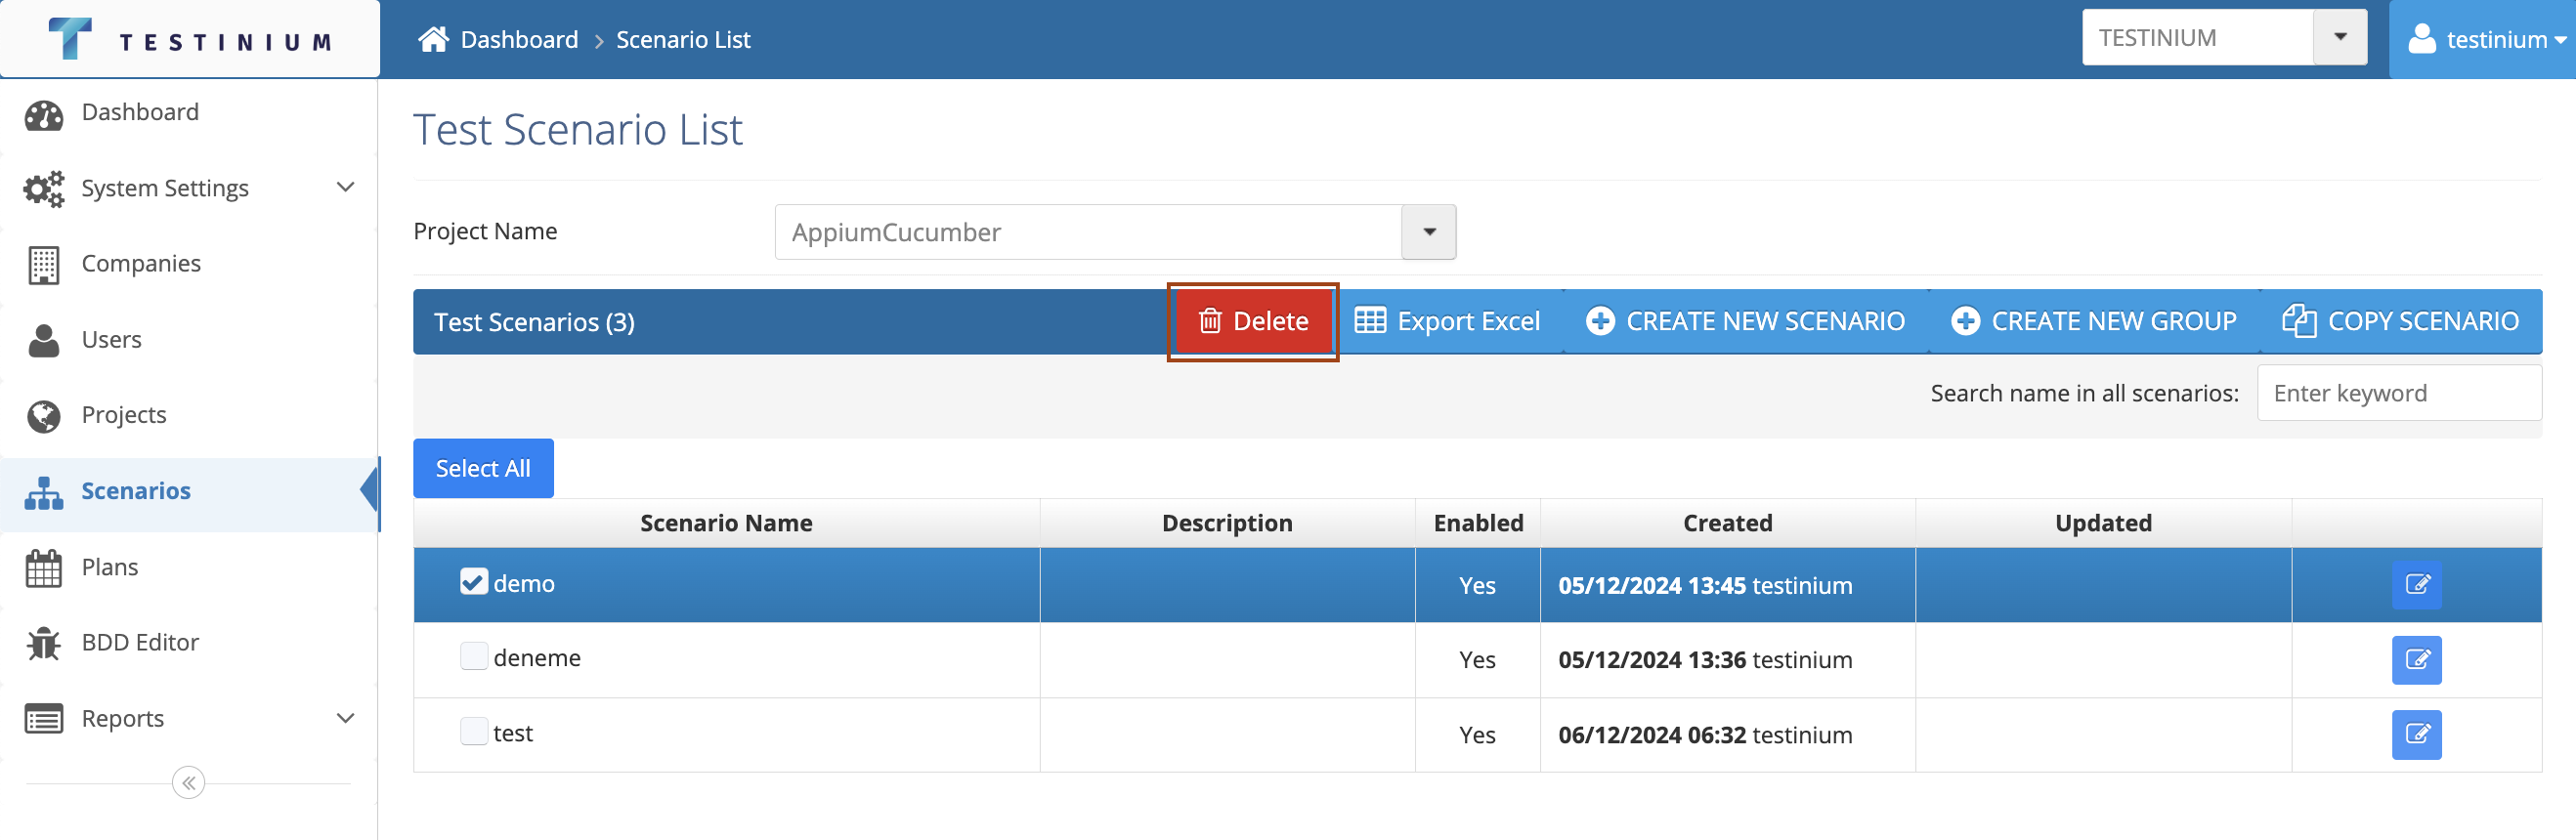 TESTINIUM
Dashboard
Scenario List
TESTINIUM
testinium
Dashboard
System Settings
Companies
Users
Projects
Scenarios
Plans
BDD Editor
Reports
Test Scenario List
Project Name
AppiumCucumber
Test Scenarios (3)
Delete
Export Excel
CREATE NEW SCENARIO
CREATE NEW GROUP
COPY SCENARIO
Search name in all scenarios:
Enter keyword
Select All
Scenario Name Description Enabled Created Updated
demo Yes 05/12/2024 13:45 testinium
deneme Yes 05/12/2024 13:36 testinium
test Yes 06/12/2024 06:32 testinium